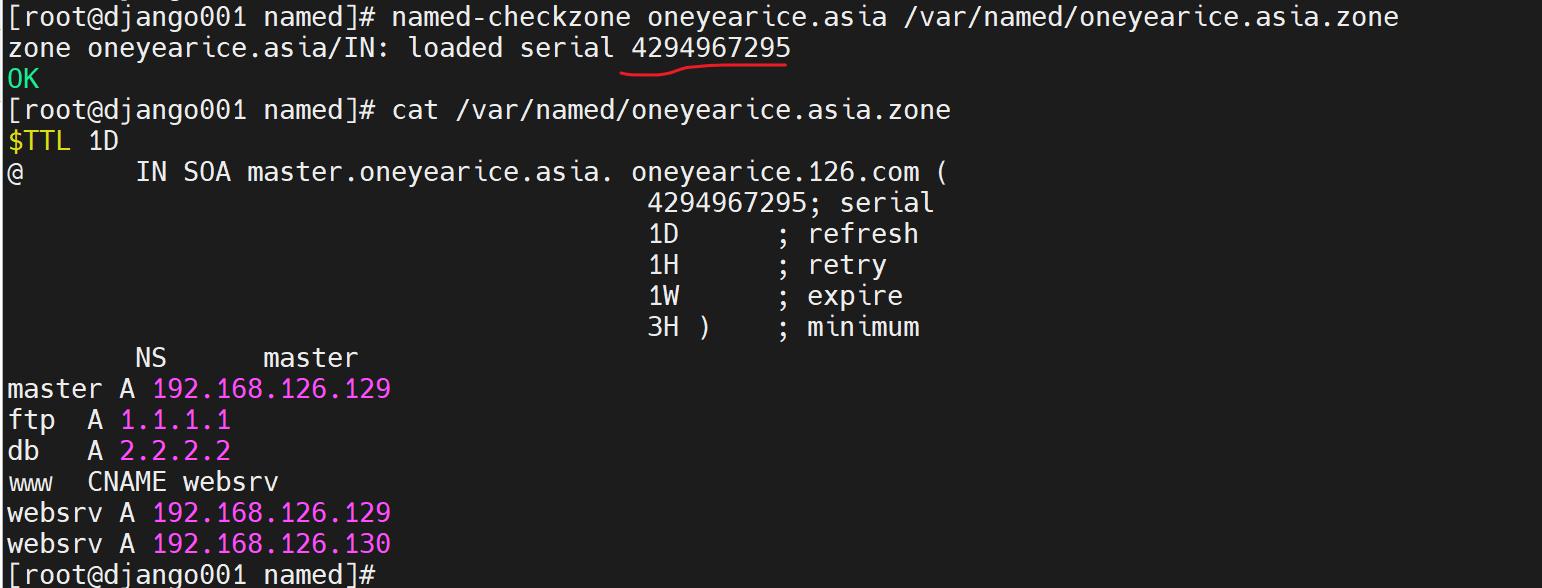 [root@django001 named]# named-checkzone oneyearice.asia /var/named/oneyearice.asia.zone
zone oneyearice.asia/IN: loaded serial 4294967295
OK
[root@django001 named]# cat /var/named/oneyearice.asia.zone
$TTL 1D
@ IN SOA master.oneyearice.asia. oneyearice.126.com (
4294967295; serial
1D ; refresh
1H ; retry
1W ; expire
3H ) ; minimum
NS master
master A 192.168.126.129
ftp A 1.1.1.1
db A 2.2.2.2
www CNAME websrv
websrv A 192.168.126.129
websrv A 192.168.126.130
[root@django001 named]#